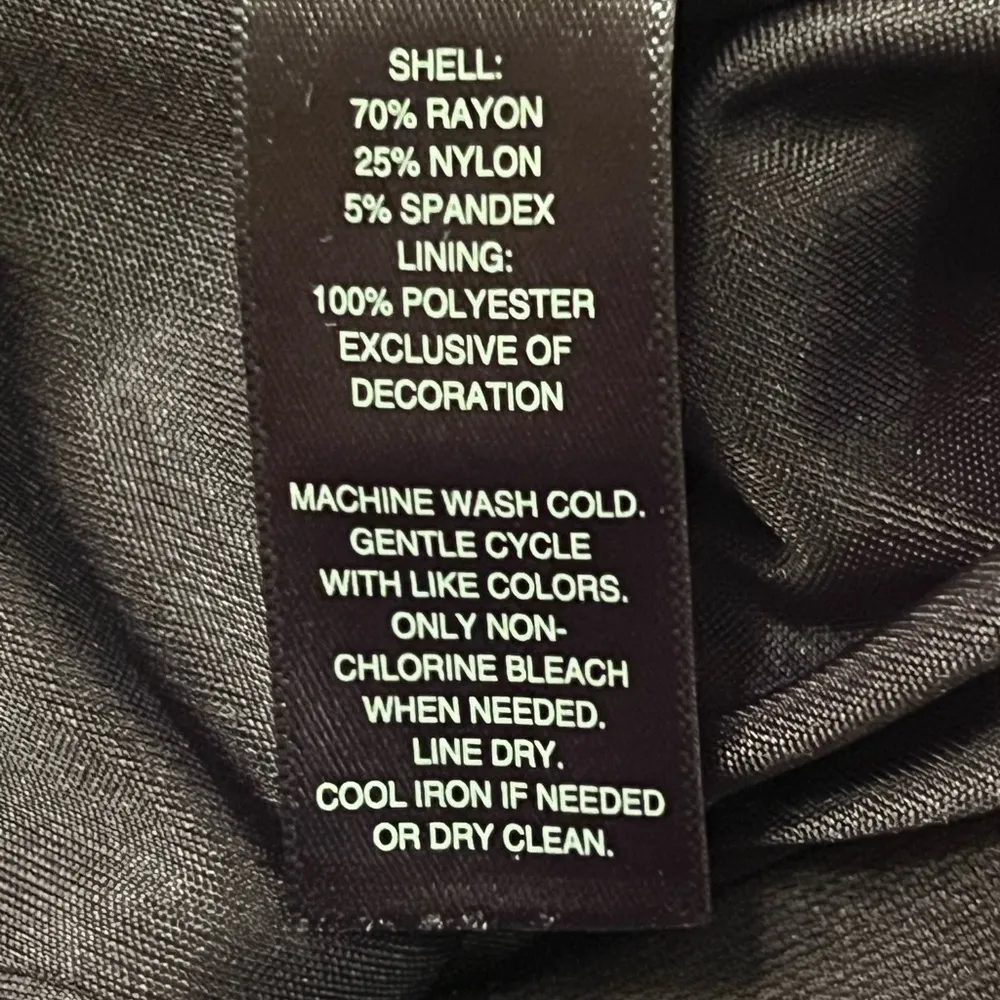 SHELL:
70% RAYON
25% NYLON
5% SPANDEX
LINING:
100% POLYESTER
EXCLUSIVE OF
DECORATION
MACHINE WASH COLD.
GENTLE CYCLE
WITH LIKE COLORS.
ONLY NON-
CHLORINE BLEACH
WHEN NEEDED.
LINE DRY.
COOL IRON IF NEEDED
OR DRY CLEAN.